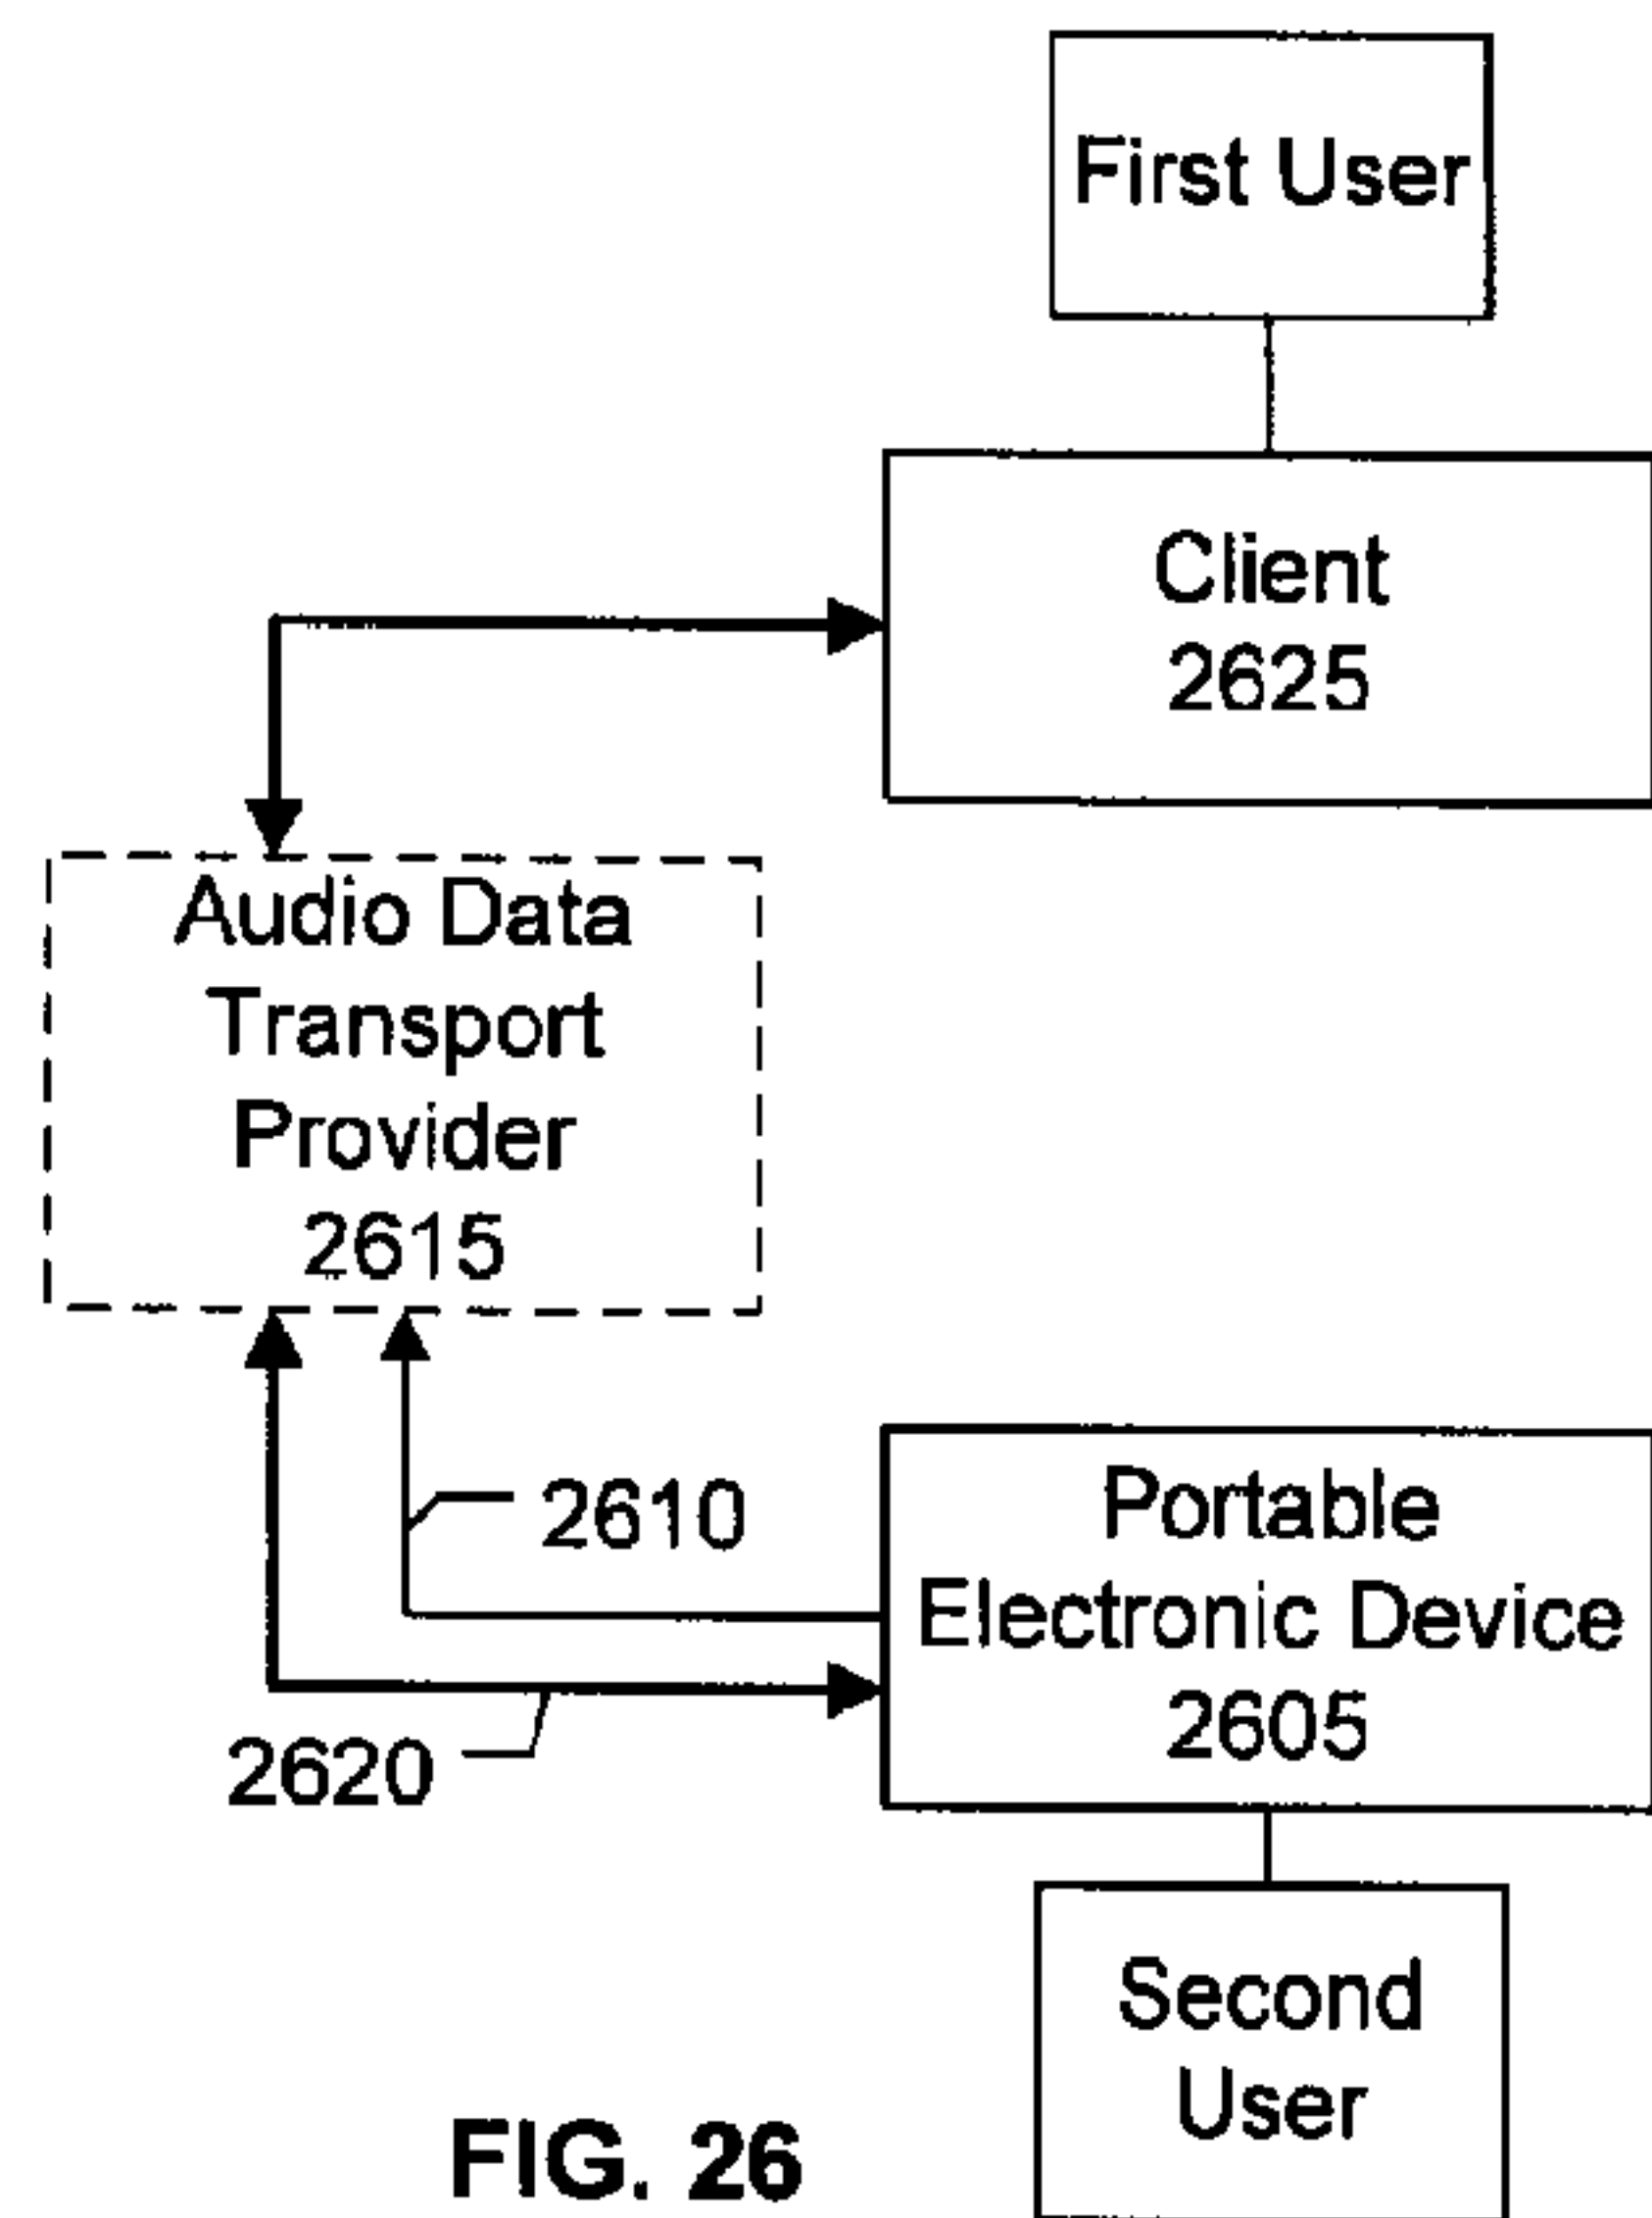 First User
Client
2625
Audio Data
Transport
Provider
2615
2610
Portable
Electronic Device
2605
2620
Second
User
FIG. 26